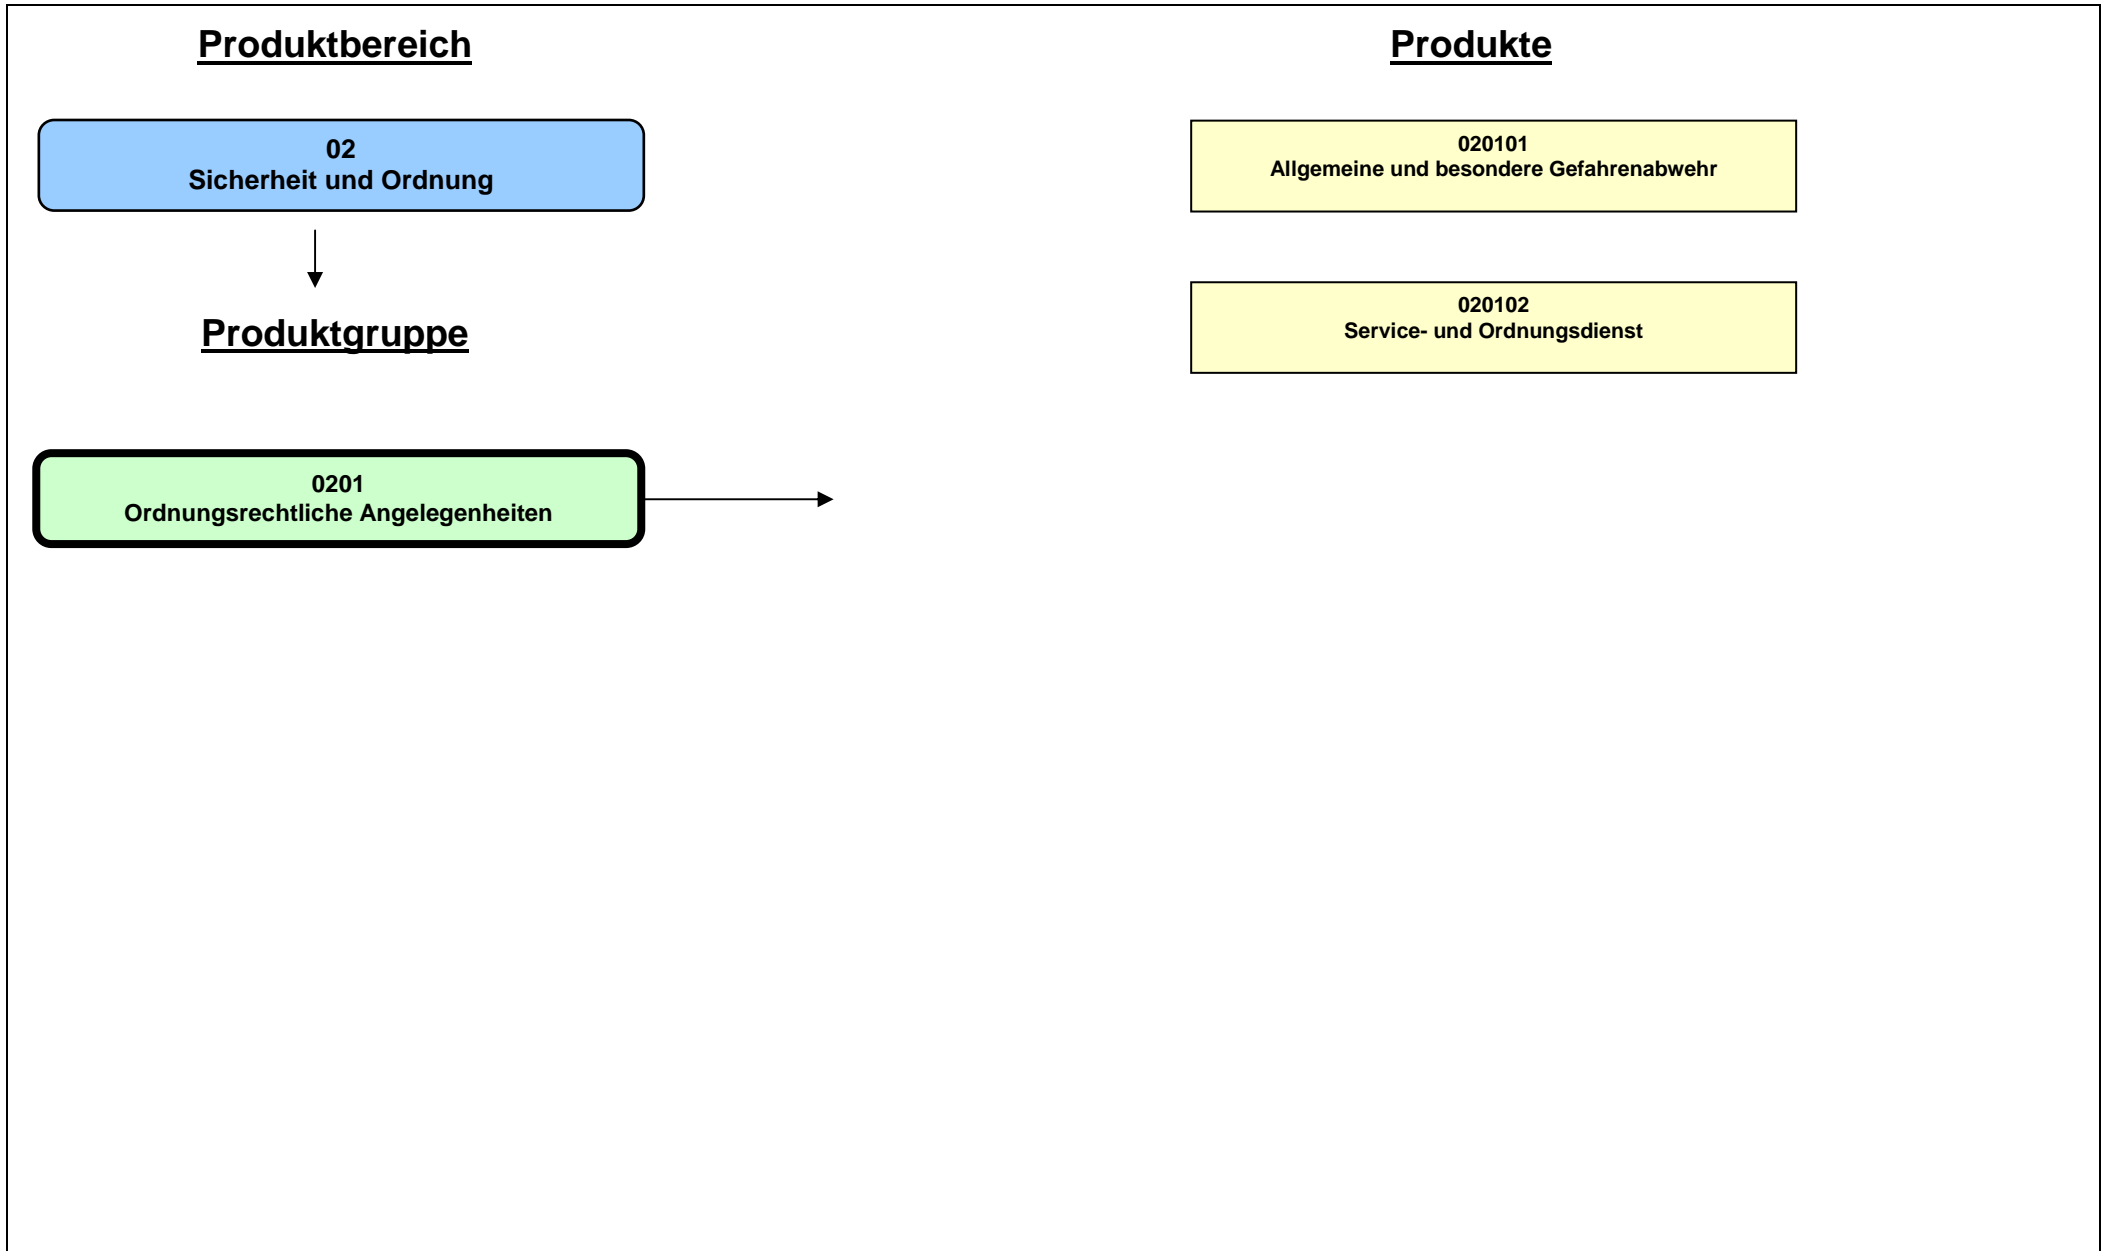 Produktbereich
02
Sicherheit und Ordnung
Produktgruppe
0201
Ordnungsrechtliche Angelegenheiten
Produkte
020101
Allgemeine und besondere Gefahrenabwehr
020102
Service- und Ordnungsdienst